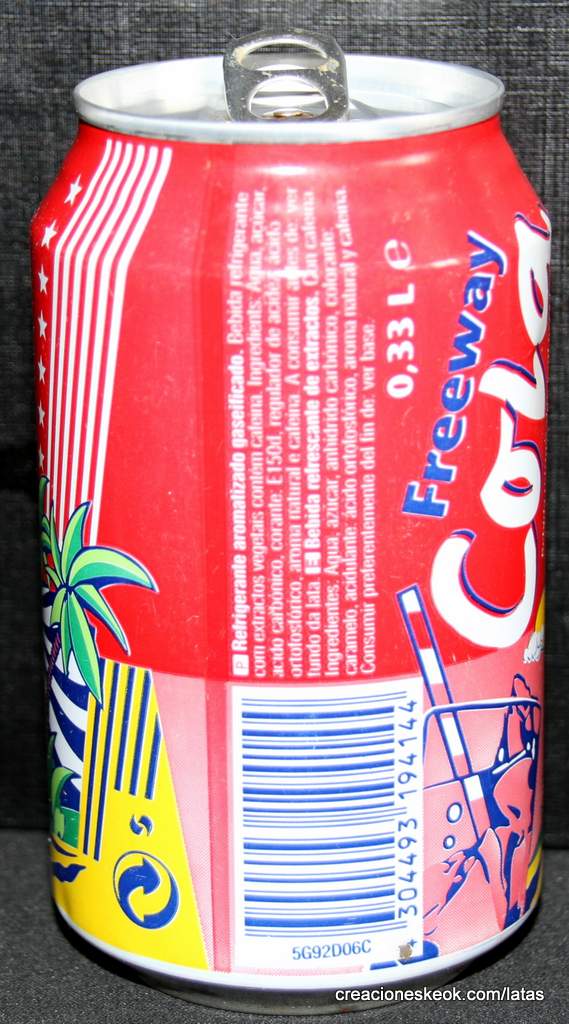 P Refrigerante aromatizado gaseificado. Bebida refrigerante
com extractos vegetais contém cafeína. Ingredients: Água, açúcar,
ácido carbónico, corante: E150d, regulador de acidez: ácido
ortofosfórico, aroma natural e cafeína. A consumir antes de: ver
fundo da lata. E Bebida refrescante de extractos. Con cafeína
Ingredientes: Agua, azúcar, anhídrido carbónico, colorante:
caramelo, acidulante: ácido ortofosfórico, aroma natural y cafeína.
Consumir preferentemente del fin de: ver base.
0,33 L e
Freeway
Cola
304493 194144
5G92D06C
creacioneskeok.com/latas